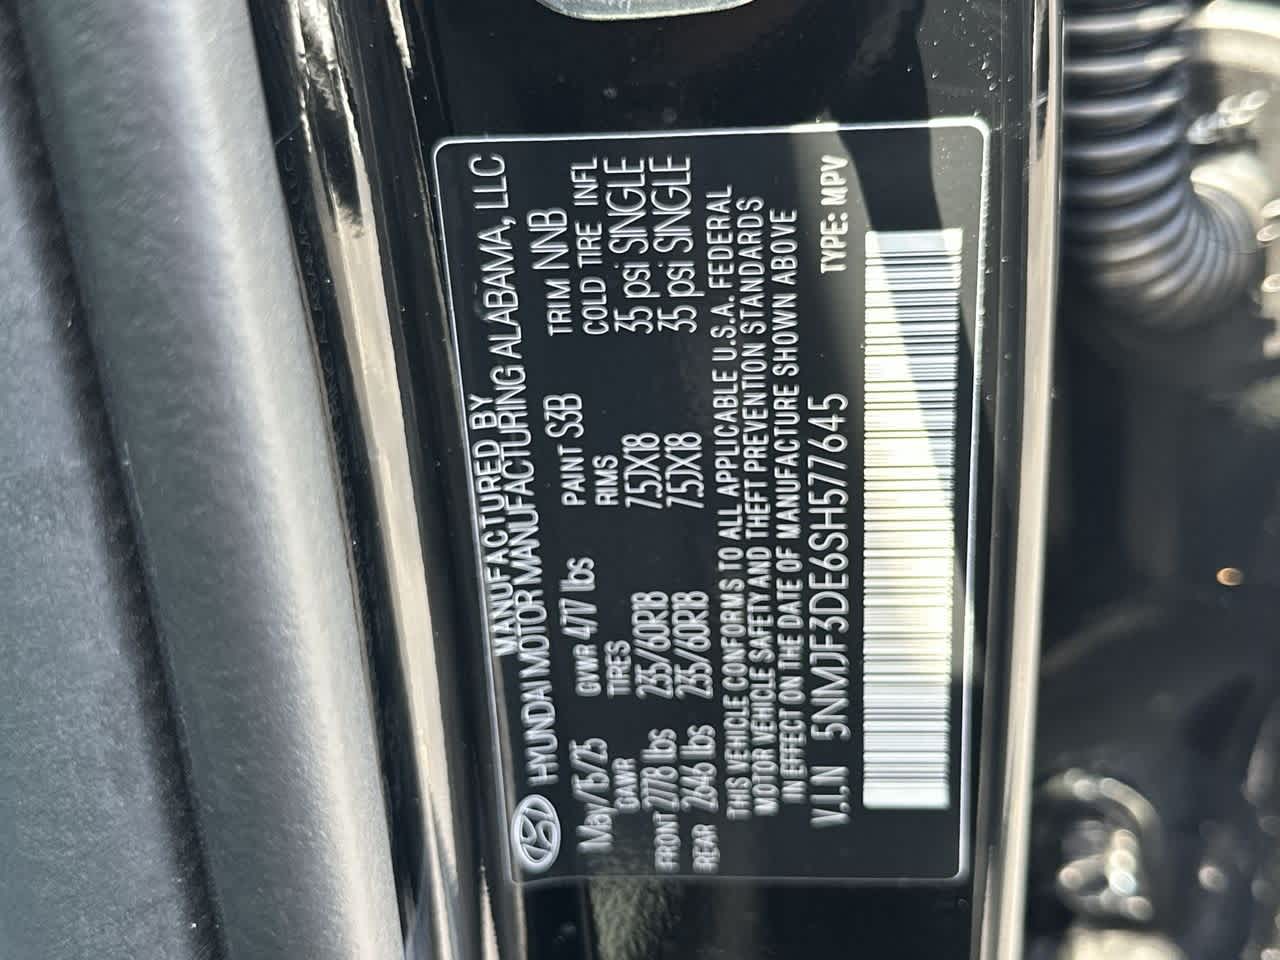 MANUFACTURED BY
HYUNDAI MOTOR MANUFACTURING ALABAMA, LLC
May/15/25 GVWR 4717 lbs PAINT S3B TRIM NNB
GAWR TIRES RIMS COLD TIRE INFL
FRONT 2778 lbs 235/60R18 7.5JX18 35 psi SINGLE
REAR 2646 lbs 235/60R18 7.5JX18 35 psi SINGLE
THIS VEHICLE CONFORMS TO ALL APPLICABLE U.S.A. FEDERAL
MOTOR VEHICLE SAFETY AND THEFT PREVENTION STANDARDS
IN EFFECT ON THE DATE OF MANUFACTURE SHOWN ABOVE
V.I.N 5NMJF3DE6SH577645 TYPE: MPV